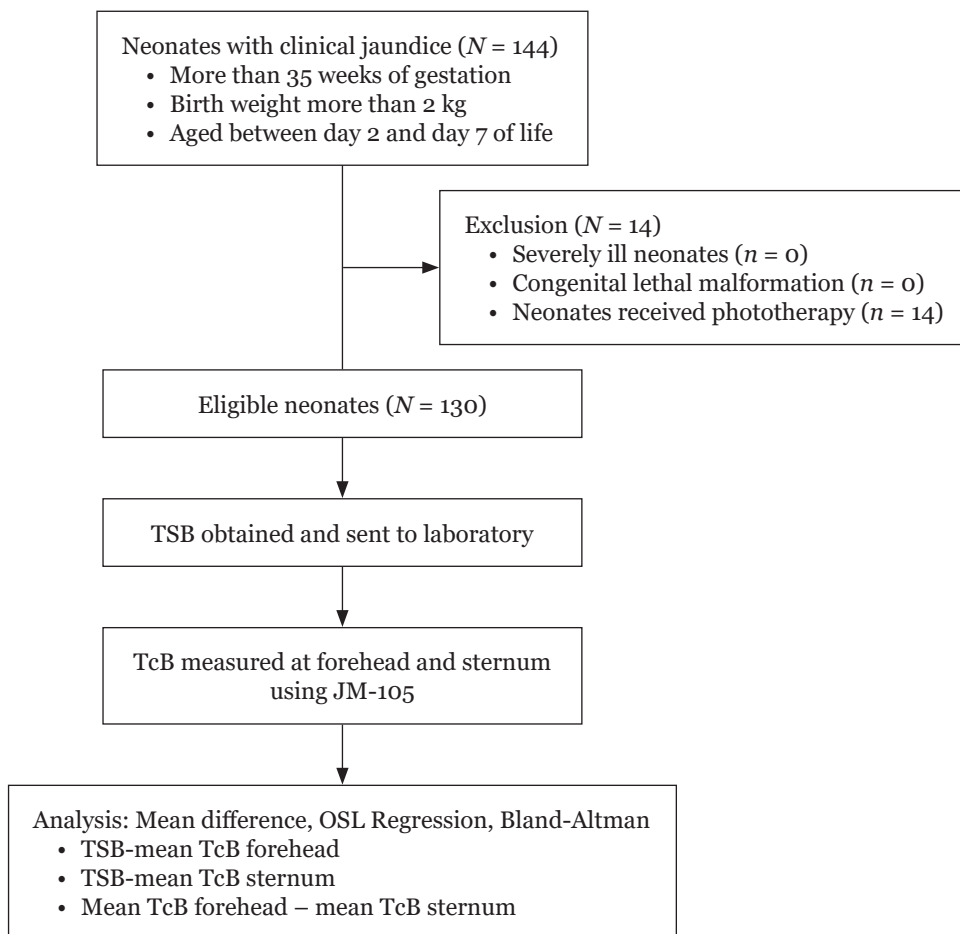 Neonates with clinical jaundice (N = 144)
• More than 35 weeks of gestation
• Birth weight more than 2 kg
• Aged between day 2 and day 7 of life
Exclusion (N = 14)
• Severely ill neonates (n = 0)
• Congenital lethal malformation (n = 0)
• Neonates received phototherapy (n = 14)
Eligible neonates (N = 130)
TSB obtained and sent to laboratory
TcB measured at forehead and sternum
using JM-105
Analysis: Mean difference, OSL Regression, Bland-Altman
• TSB-mean TcB forehead
• TSB-mean TcB sternum
• Mean TcB forehead – mean TcB sternum